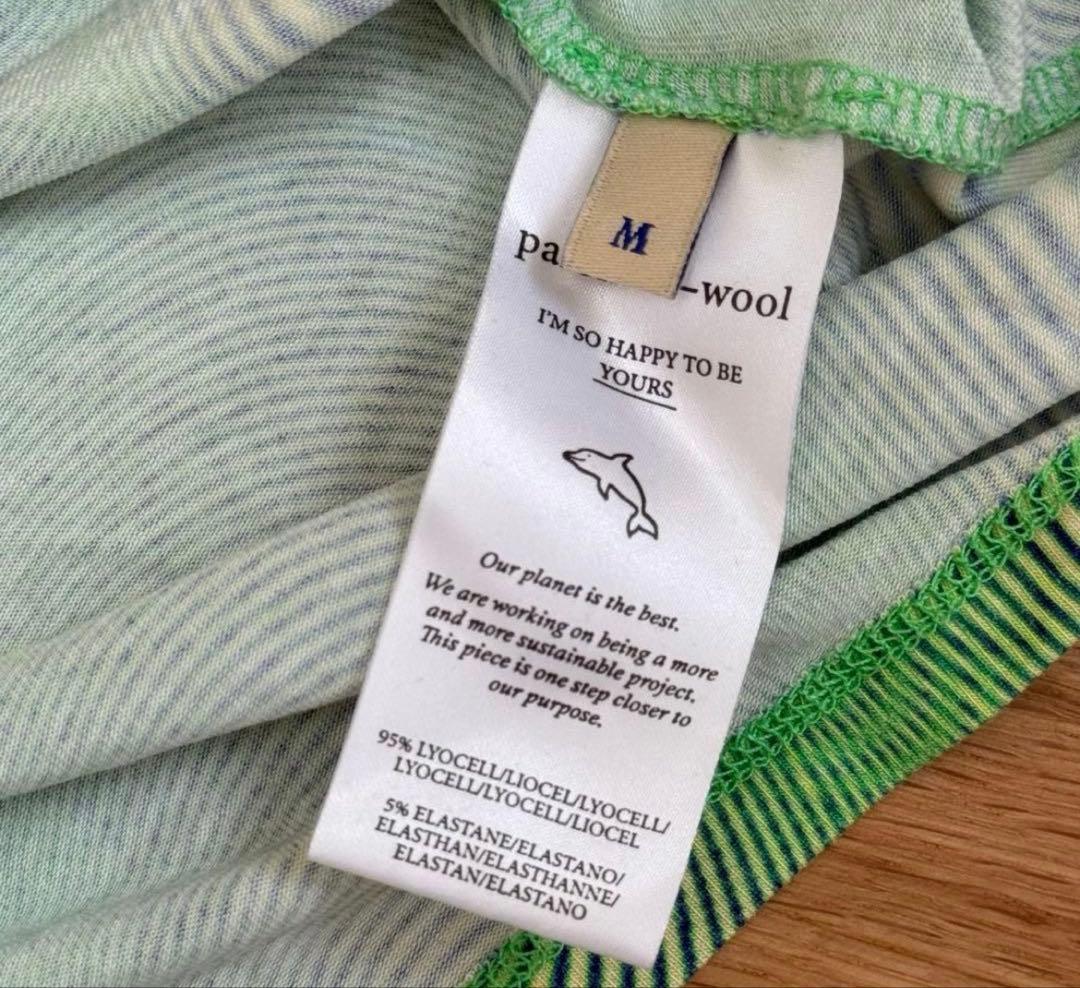 M
-wool
I'M SO HAPPY TO BE
YOURS
Our planet is the best.
We are working on being a more
and more sustainable project.
This piece is one step closer to
our purpose.
95% LYOCELL/LIOCEL/LYOCELL/
LYOCELL/LYOCELL/LIOCEL
5% ELASTANE/ELASTANO/
ELASTHAN/ELASTHANNE/
ELASTAN/ELASTANO